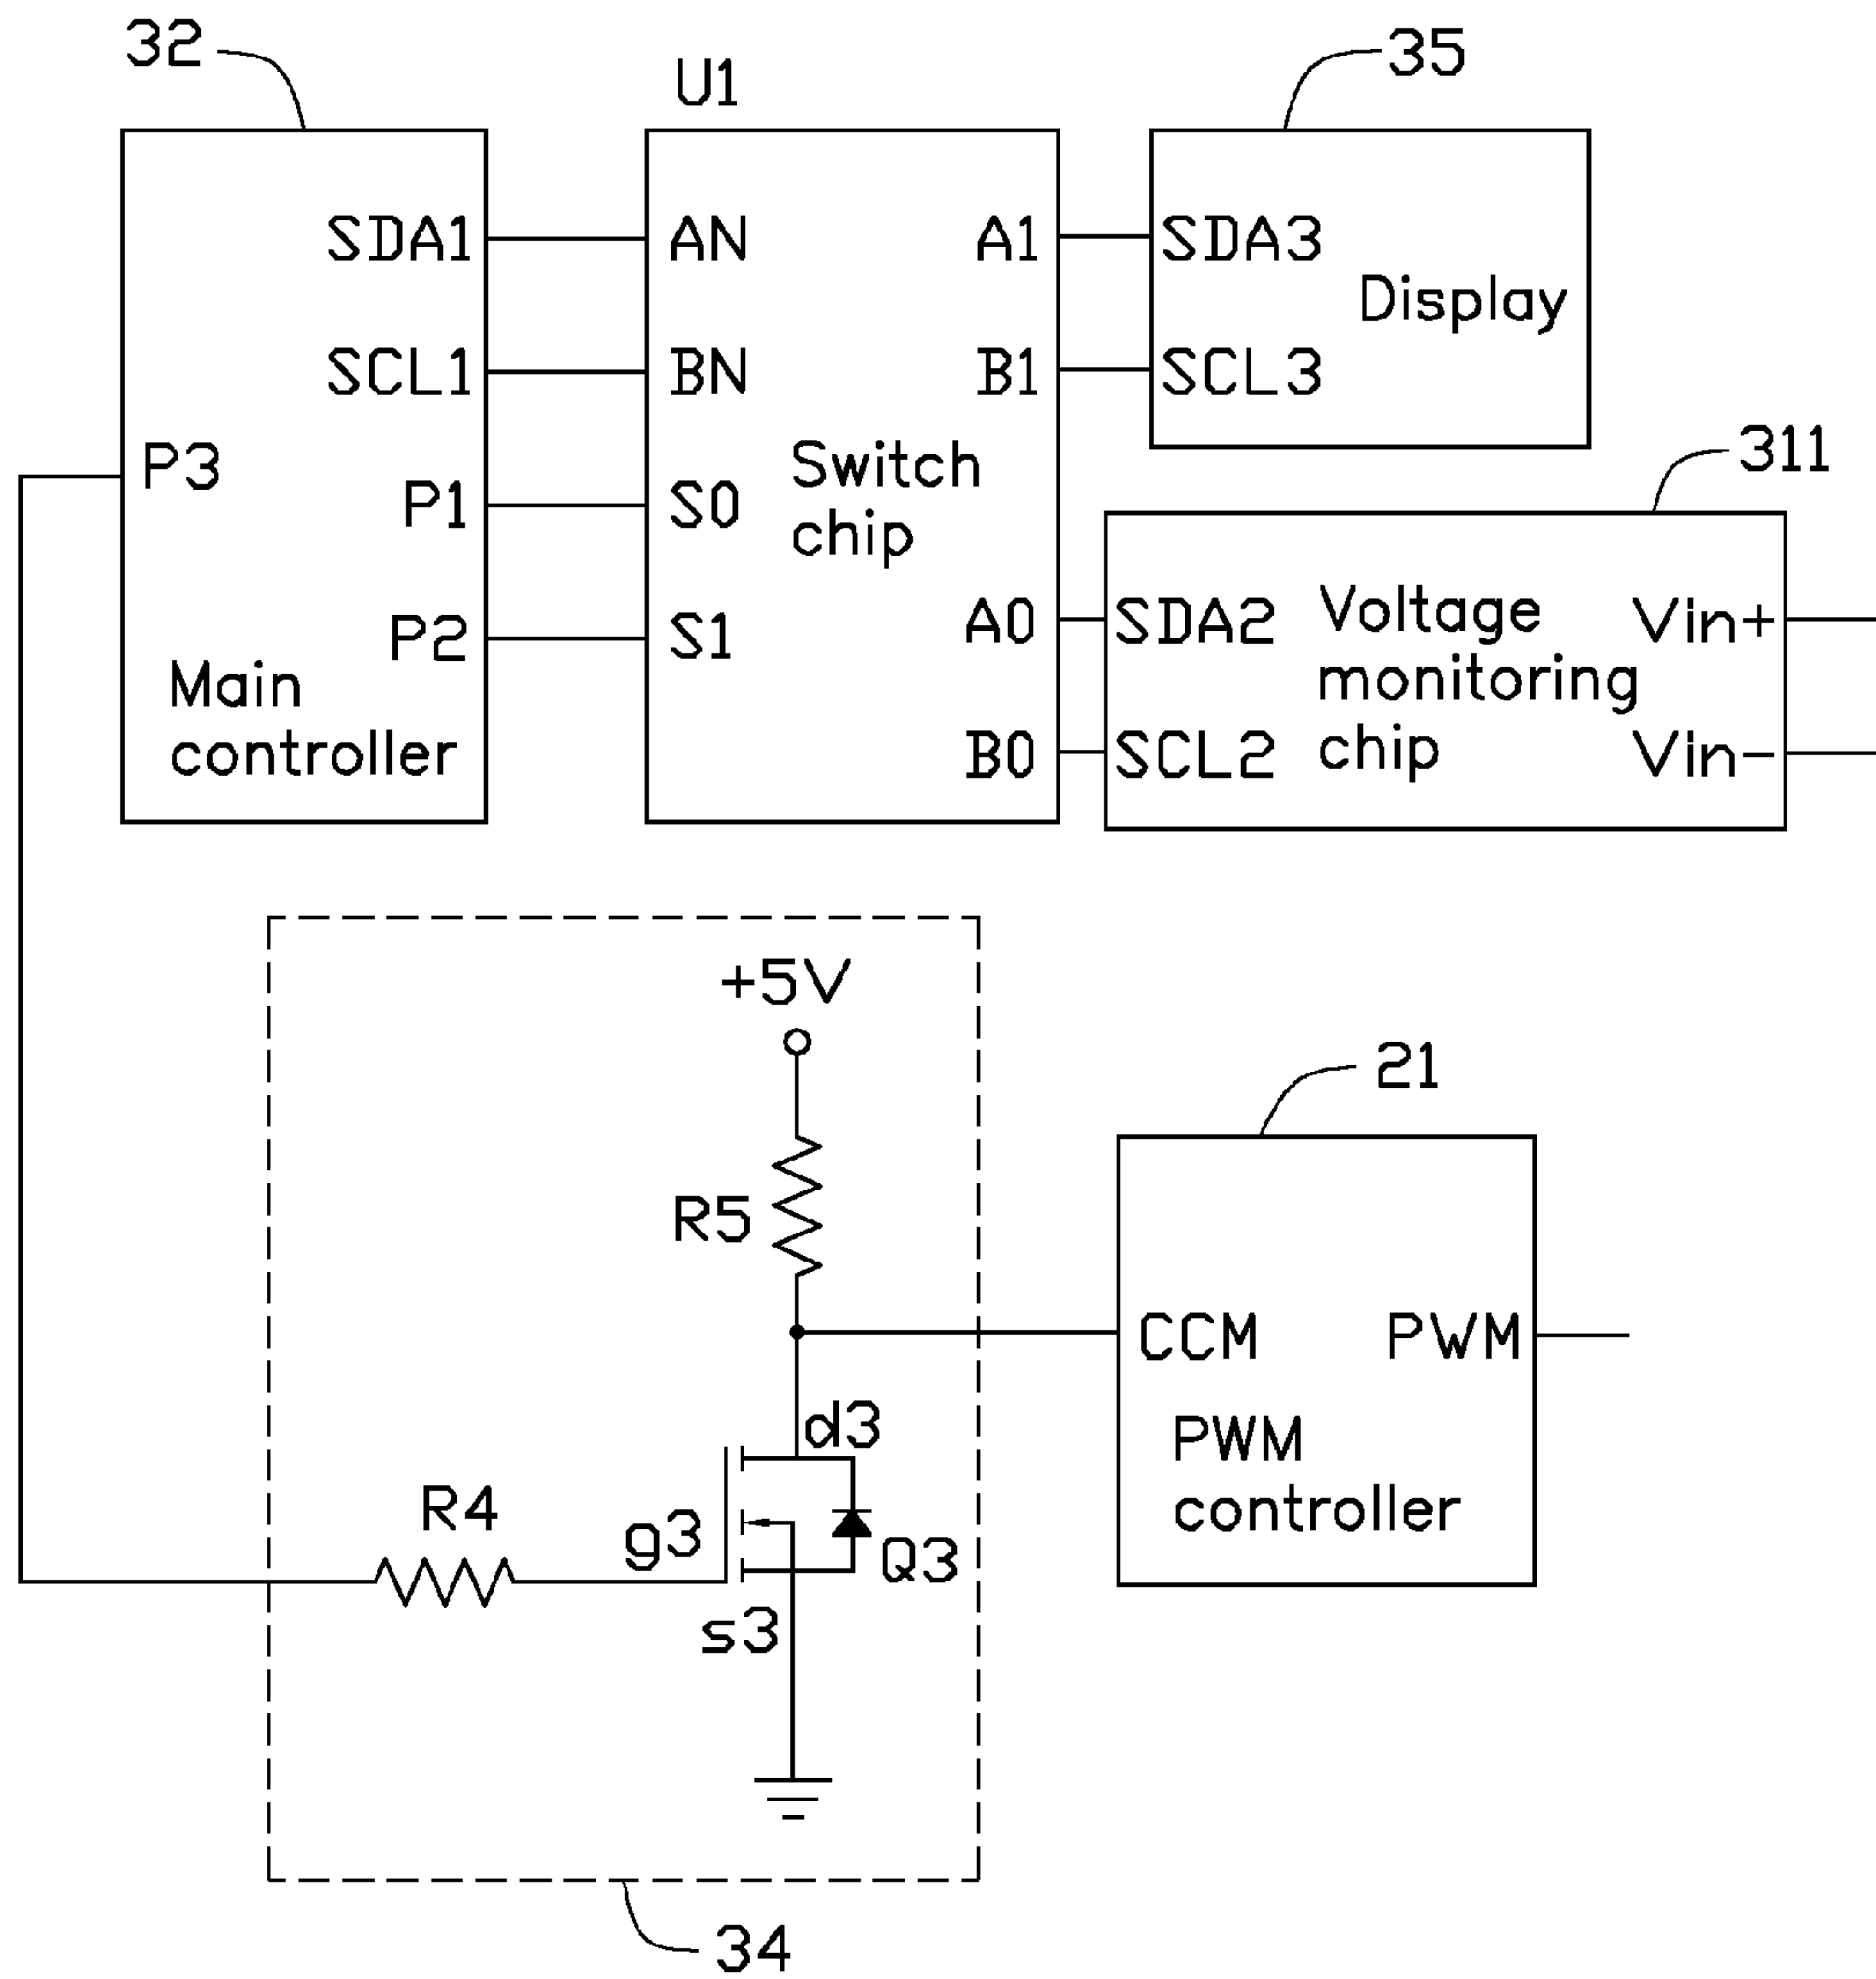 32
U1
35
SDA1
AN
A1
SDA3
Display
SCL1
BN
B1
SCL3
P3
P1
S0
Switch
chip
311
P2
S1
A0
SDA2
Voltage
monitoring
chip
Vin+
Main
controller
B0
SCL2
Vin-
+5V
21
R5
CCM
PWM
PWM
controller
d3
R4
g3
Q3
s3
34